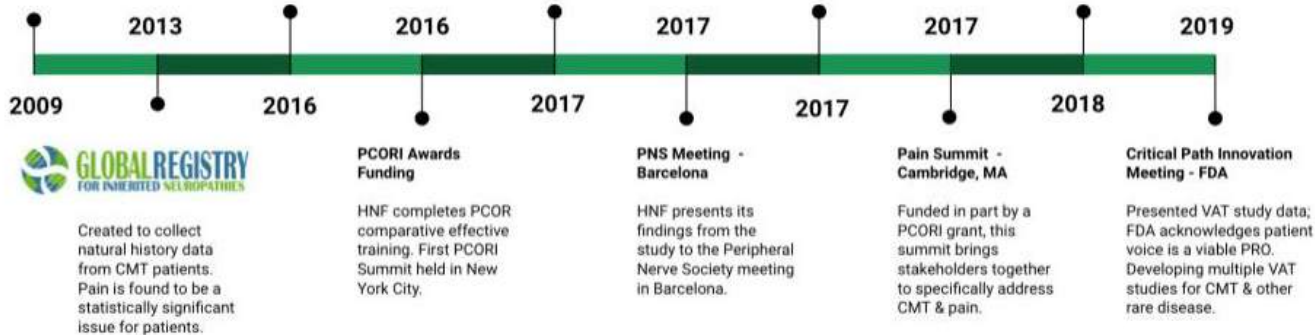 2013
2016
2017
2017
2019
2009
2016
2017
2017
2018
GLOBAL REGISTRY
FOR INHERITED NEUROPATHIES
Created to collect
natural history data
from CMT patients.
Pain is found to be a
statistically significant
issue for patients.
PCORI Awards
Funding
HNF completes PCOR
comparative effective
training. First PCORI
Summit held in New
York City.
PNS Meeting -
Barcelona
HNF presents its
findings from the
study to the Peripheral
Nerve Society meeting
in Barcelona.
Pain Summit -
Cambridge, MA
Funded in part by a
PCORI grant, this
summit brings
stakeholders together
to specifically address
CMT & pain.
Critical Path Innovation
Meeting - FDA
Presented VAT study data;
FDA acknowledges patient
voice is a viable PRO.
Developing multiple VAT
studies for CMT & other
rare disease.